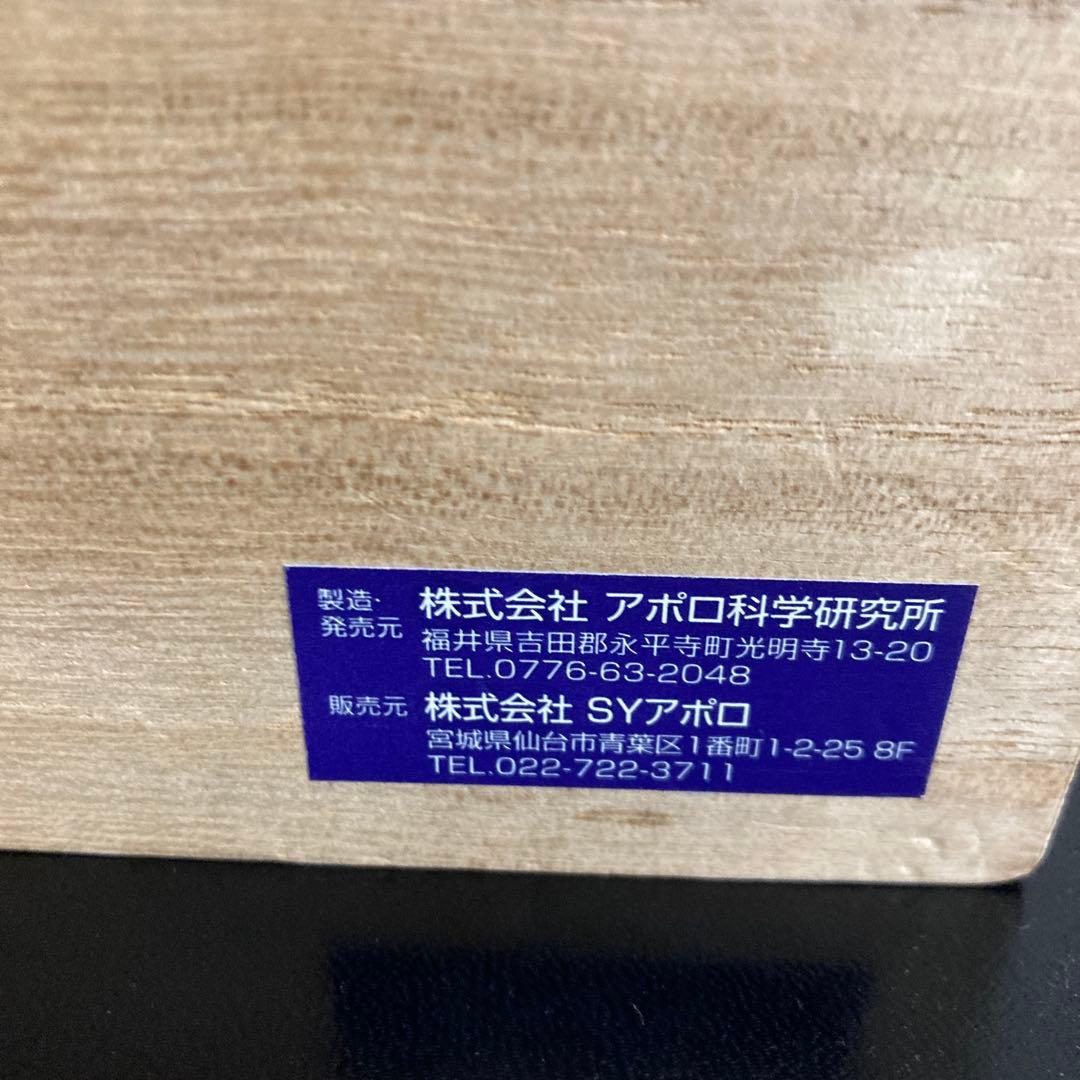 製造・発売元 株式会社 アポロ科学研究所
福井県吉田郡永平寺町光明寺13-20
TEL.0776-63-2048
販売元 株式会社 SYアポロ
宮城県仙台市青葉区1番町1-2-25 8F
TEL.022-722-3711